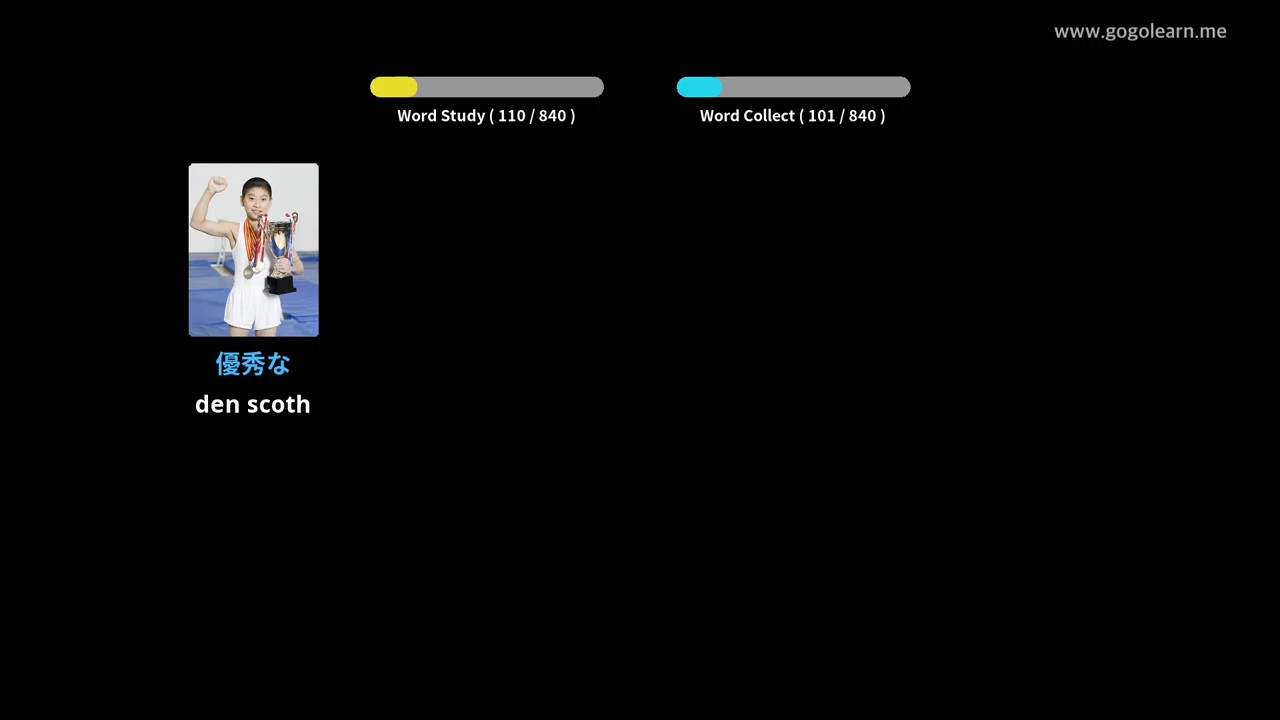 www.gogolearn.me
Word Study ( 110 / 840 )
Word Collect ( 101 / 840 )
優秀な
den scoth